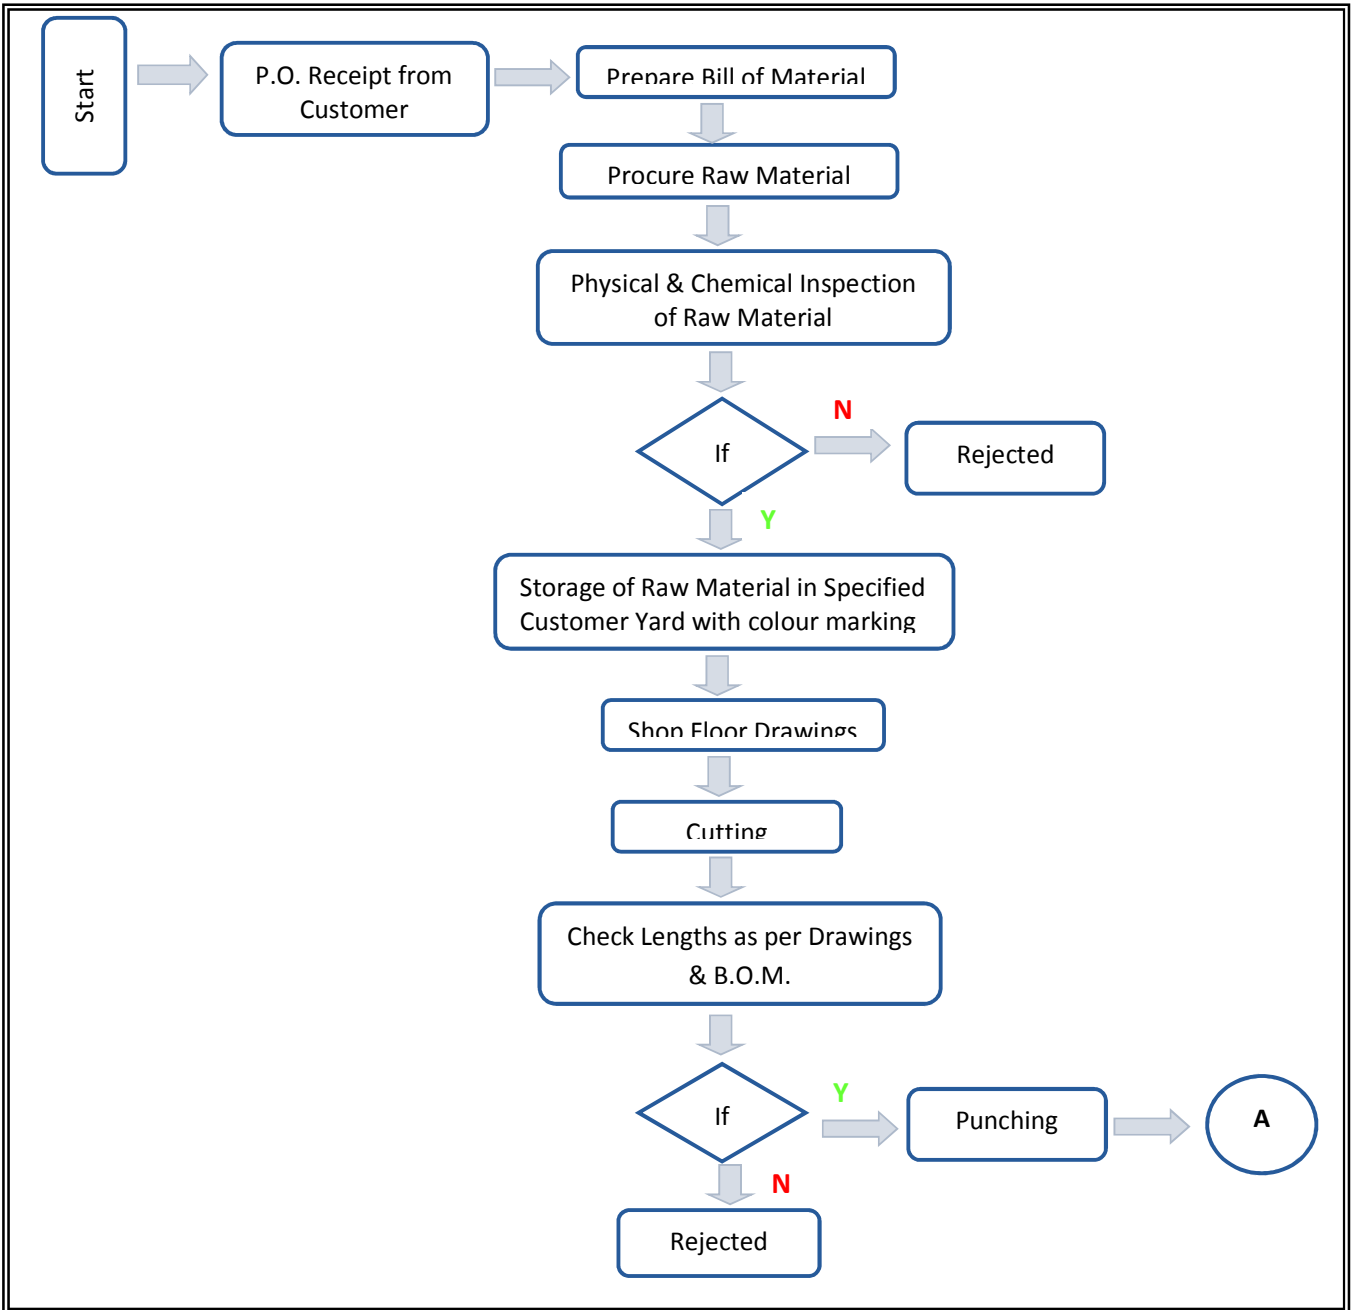 Start
P.O. Receipt from
Customer
Prepare Bill of Material
Procure Raw Material
Physical & Chemical Inspection
of Raw Material
If
N
Rejected
Y
Storage of Raw Material in Specified
Customer Yard with colour marking
Shop Floor Drawings
Cutting
Check Lengths as per Drawings
& B.O.M.
If
Y
Punching
A
N
Rejected